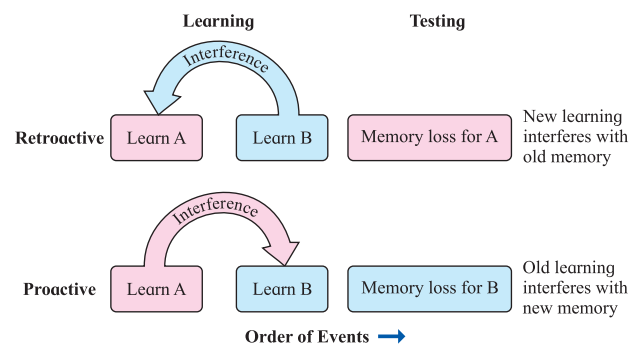 Learning
Testing
Interference
Retroactive
Learn A
Learn B
Memory loss for A
New learning
interferes with
old memory
Interference
Proactive
Learn A
Learn B
Memory loss for B
Old learning
interferes with
new memory
Order of Events